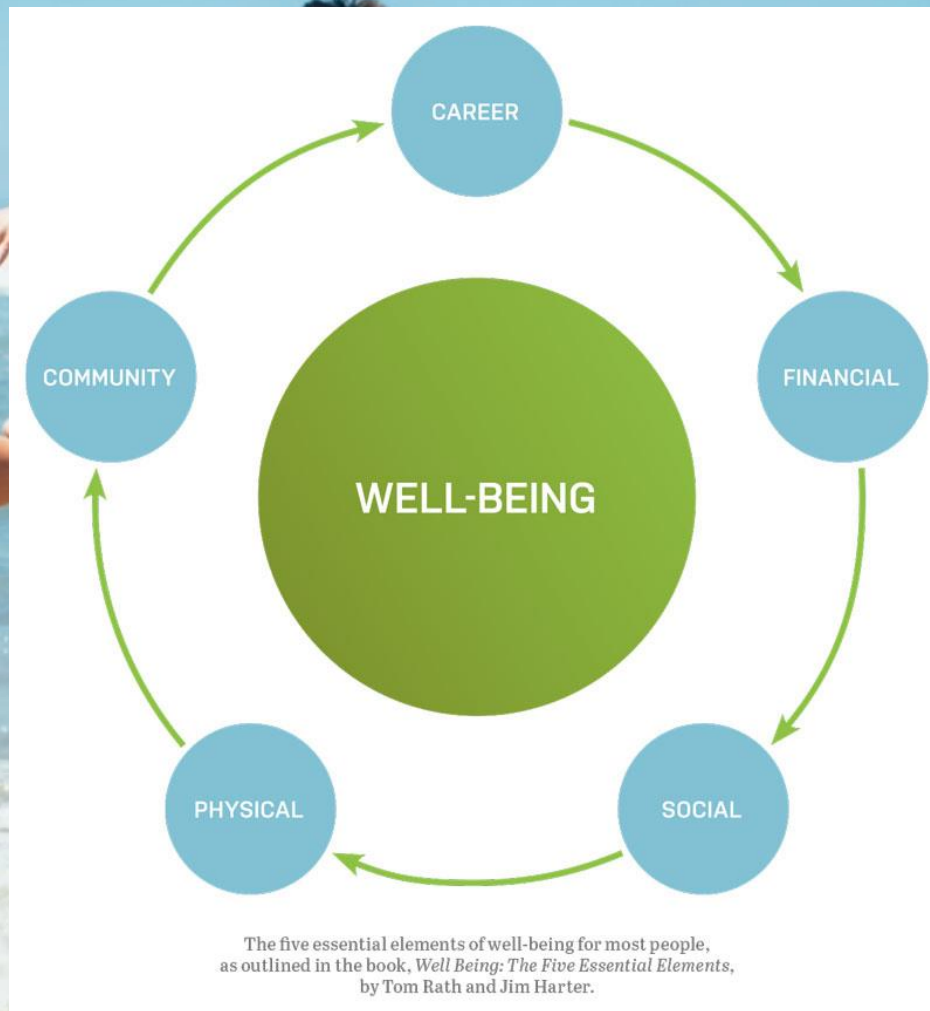 CAREER
COMMUNITY
FINANCIAL
WELL-BEING
PHYSICAL
SOCIAL
The five essential elements of well-being for most people,
as outlined in the book, Well Being: The Five Essential Elements,
by Tom Rath and Jim Harter.